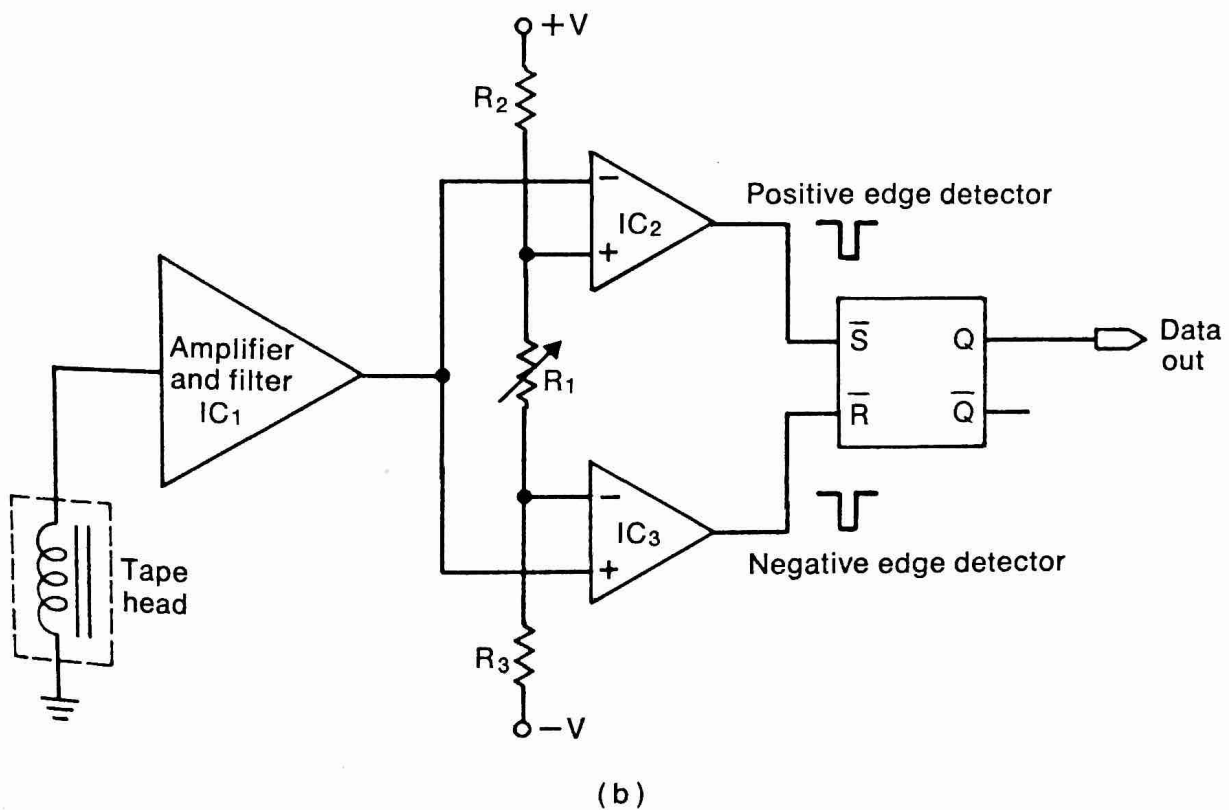 +V
R2
−
IC2
+
Positive edge detector
Amplifier
and filter
IC1
R1
S̅
Q
Data
out
R̅
Q̅
−
IC3
+
Negative edge detector
Tape
head
R3
−V
(b)